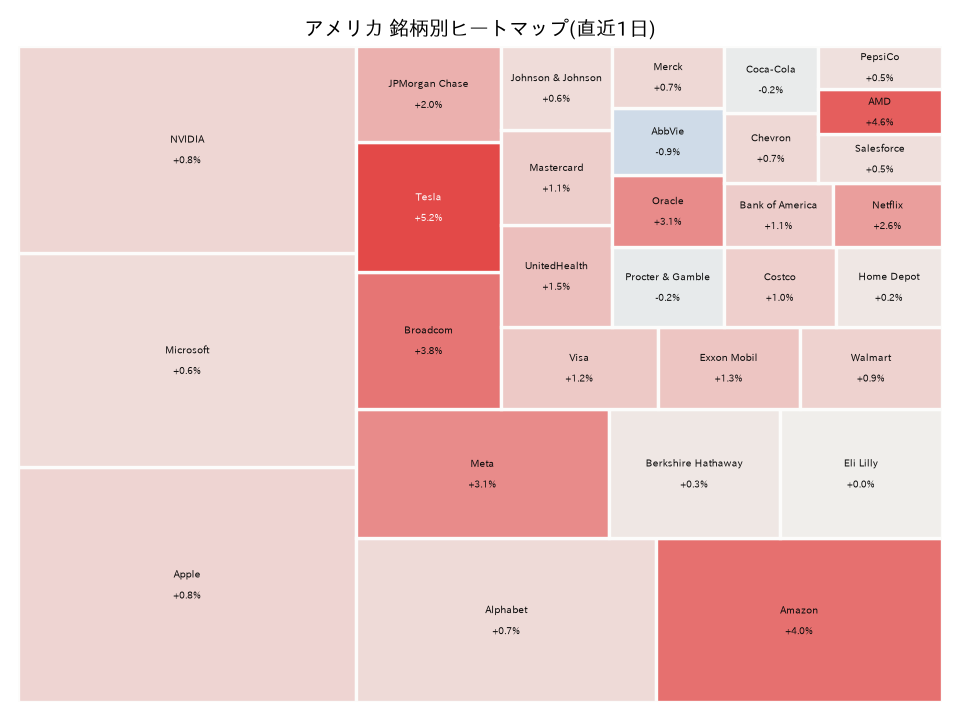 アメリカ 銘柄別ヒートマップ(直近1日)
NVIDIA
+0.8%
Microsoft
+0.6%
Apple
+0.8%
JPMorgan Chase
+2.0%
Tesla
+5.2%
Broadcom
+3.8%
Johnson & Johnson
+0.6%
Mastercard
+1.1%
UnitedHealth
+1.5%
Merck
+0.7%
AbbVie
-0.9%
Oracle
+3.1%
Procter & Gamble
-0.2%
Coca-Cola
-0.2%
Chevron
+0.7%
PepsiCo
+0.5%
AMD
+4.6%
Salesforce
+0.5%
Bank of America
+1.1%
Netflix
+2.6%
Costco
+1.0%
Home Depot
+0.2%
Visa
+1.2%
Exxon Mobil
+1.3%
Walmart
+0.9%
Meta
+3.1%
Berkshire Hathaway
+0.3%
Eli Lilly
+0.0%
Alphabet
+0.7%
Amazon
+4.0%